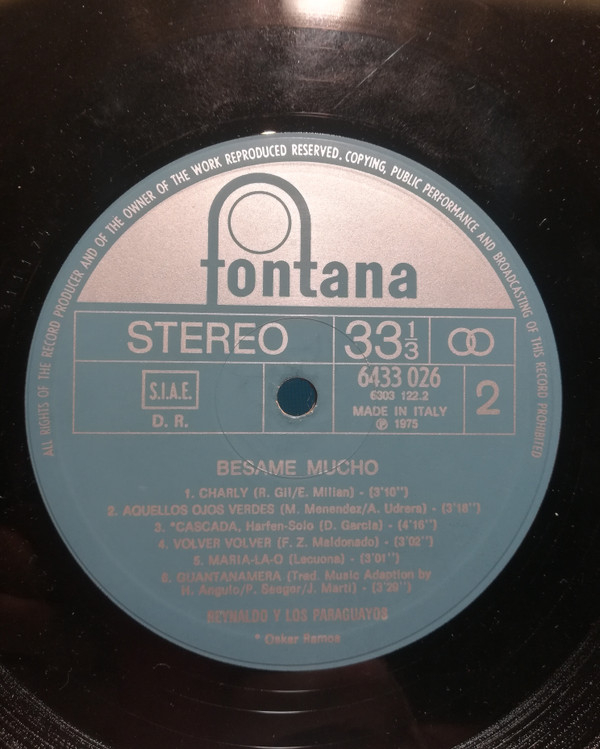 ALL RIGHTS OF THE RECORD PRODUCER AND OF THE OWNER OF THE WORK REPRODUCED RESERVED. COPYING, PUBLIC PERFORMANCE AND BROADCASTING OF THIS RECORD PROHIBITED
fontana
STEREO 33 1/3
S.I.A.E.
D. R.
6433 026
6303 122.2
MADE IN ITALY
℗ 1975
2
BESAME MUCHO
1. CHARLY (R. Gil/E. Millan) - (3'10'')
2. AQUELLOS OJOS VERDES (M. Menendez/A. Udrera) - (3'18'')
3. *CASCADA, Harfen-Solo (D. Garcia) - (4'16'')
4. VOLVER VOLVER (F. Z. Maldonado) - (3'02'')
5. MARIA-LA-O (Lecuona) - (3'01'')
6. GUANTANAMERA (Trad. Music Adaption by
H. Angulo/P. Seeger/J. Marti) - (3'29'')
REYNALDO Y LOS PARAGUAYOS
* Oskar Ramos